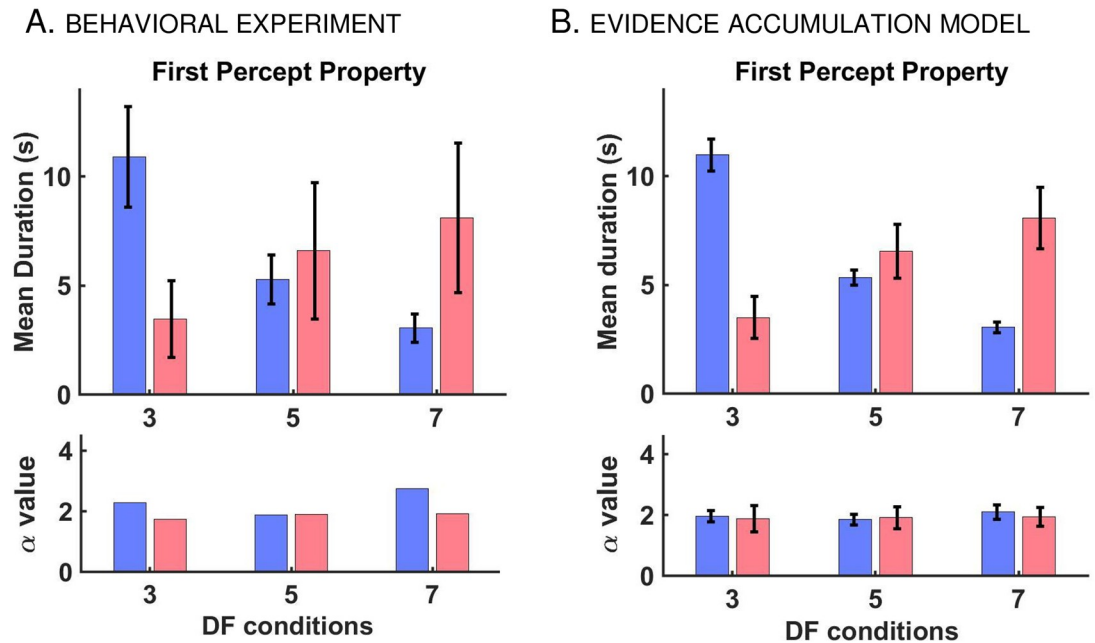 A. BEHAVIORAL EXPERIMENT
First Percept Property
Mean Duration (s)
10
5
0
3 5 7
α value
4
2
0
3 5 7
DF conditions
B. EVIDENCE ACCUMULATION MODEL
First Percept Property
Mean duration (s)
10
5
0
3 5 7
α value
4
2
0
3 5 7
DF conditions